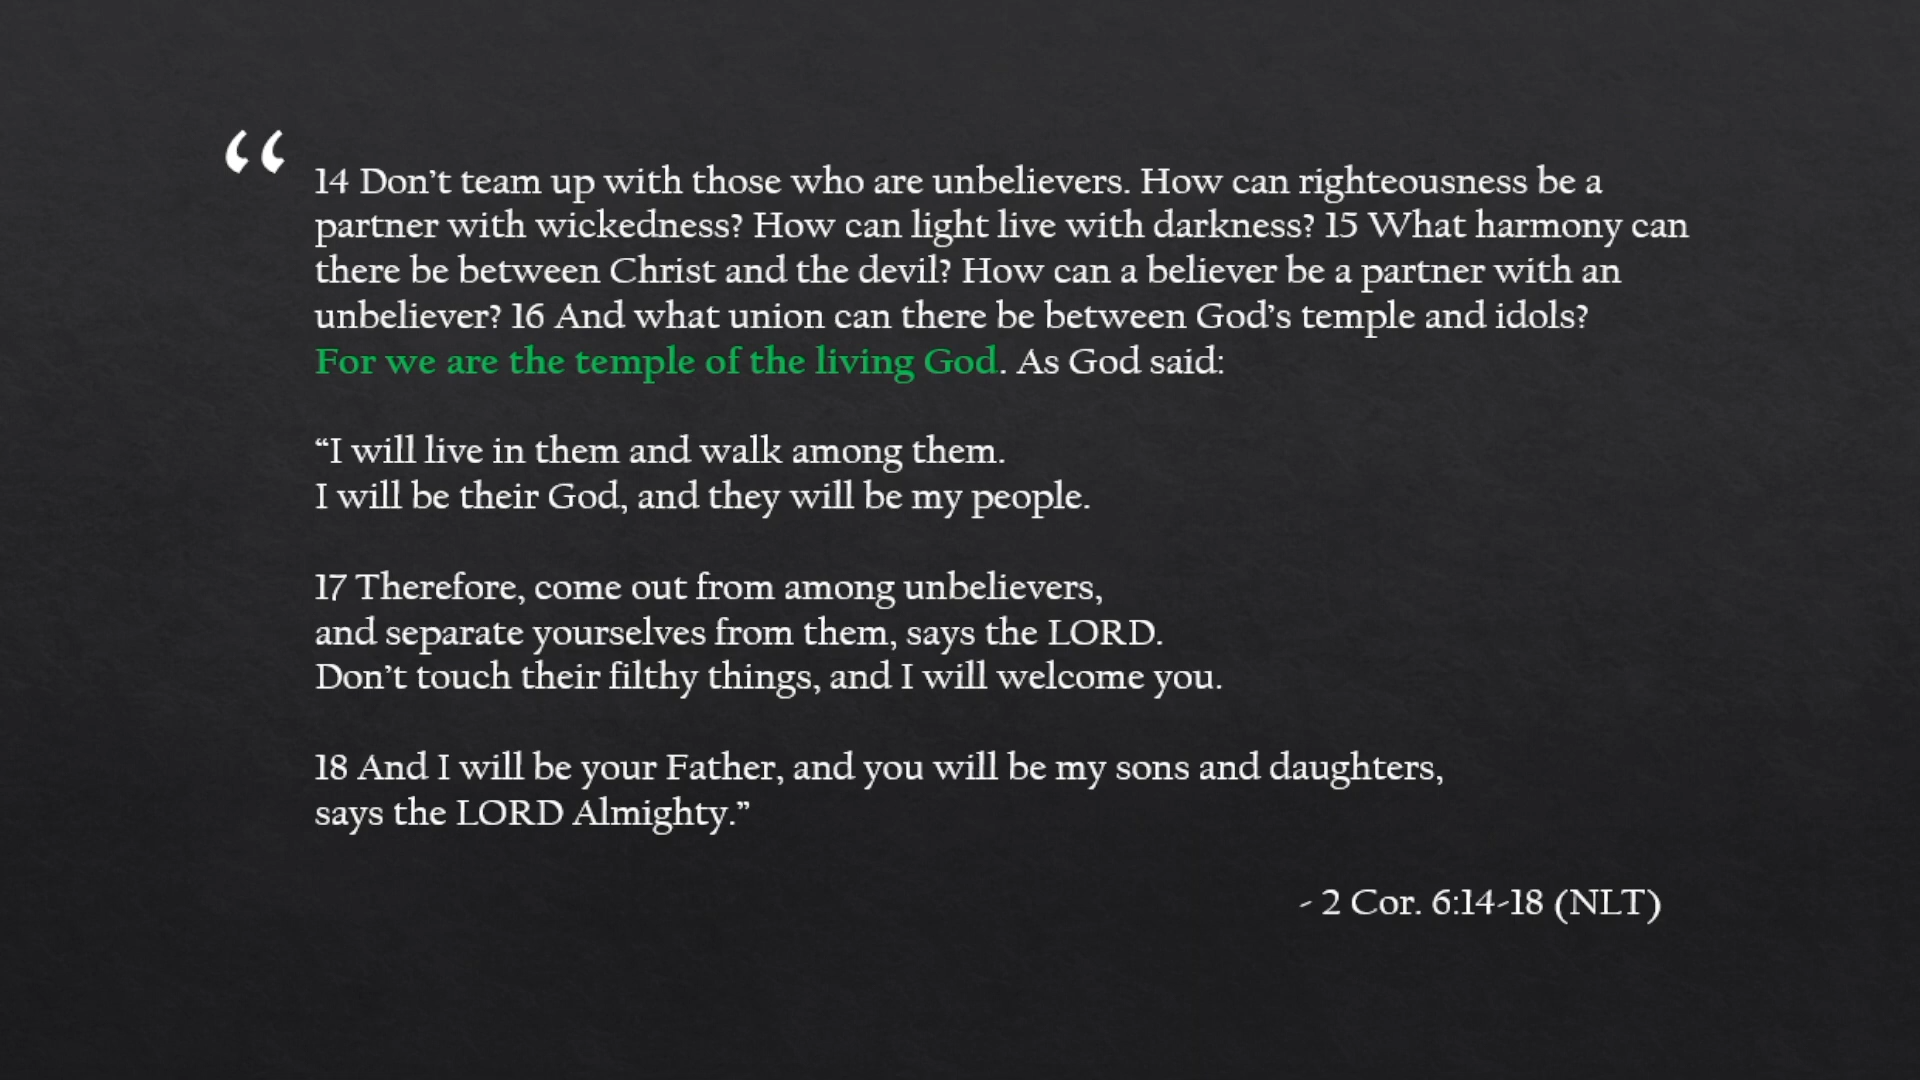 “
14 Don’t team up with those who are unbelievers. How can righteousness be a
partner with wickedness? How can light live with darkness? 15 What harmony can
there be between Christ and the devil? How can a believer be a partner with an
unbeliever? 16 And what union can there be between God’s temple and idols?
For we are the temple of the living God. As God said:
“I will live in them and walk among them.
I will be their God, and they will be my people.
17 Therefore, come out from among unbelievers,
and separate yourselves from them, says the LORD.
Don’t touch their filthy things, and I will welcome you.
18 And I will be your Father, and you will be my sons and daughters,
says the LORD Almighty.”
- 2 Cor. 6:14-18 (NLT)